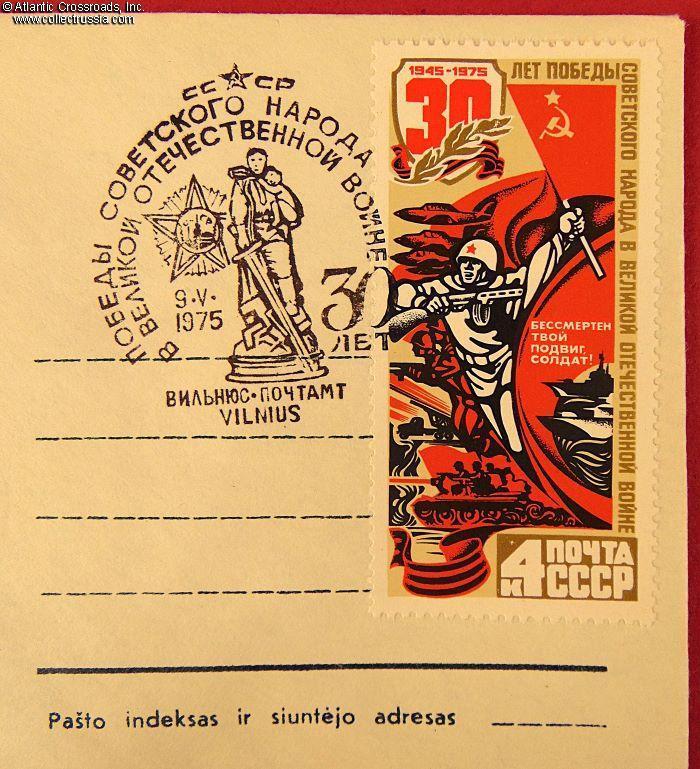 © Atlantic Crossroads, Inc.
www.collectrussia.com
СССР
ПОБЕДЫ СОВЕТСКОГО НАРОДА
В ВЕЛИКОЙ ОТЕЧЕСТВЕННОЙ ВОЙНЕ
9·V·
1975
30
ЛЕТ
ВИЛЬНЮС·ПОЧТАМТ
VILNIUS
1945-1975
30
ЛЕТ ПОБЕДЫ
СОВЕТСКОГО НАРОДА В ВЕЛИКОЙ ОТЕЧЕСТВЕННОЙ ВОЙНЕ
БЕССМЕРТЕН
ТВОЙ
ПОДВИГ,
СОЛДАТ!
4К ПОЧТА
СССР
Pašto indeksas ir siuntėjo adresas